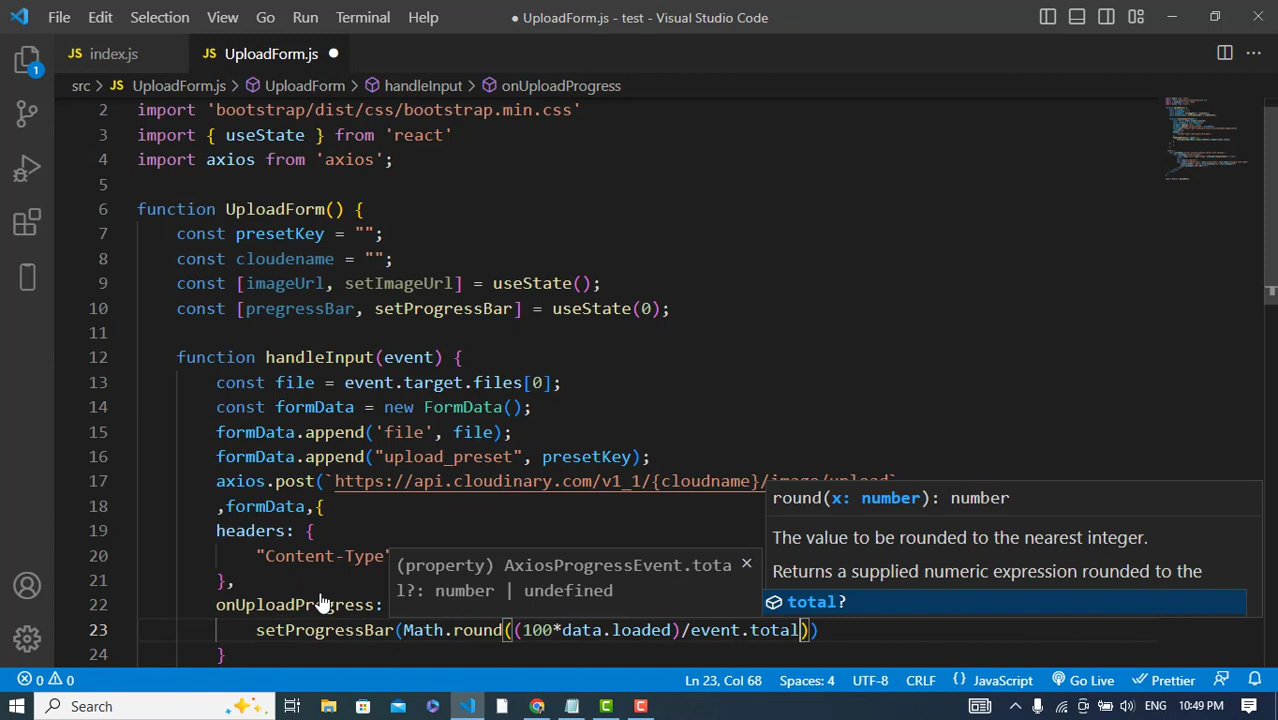 File Edit Selection View Go Run Terminal Help ● UploadForm.js - test - Visual Studio Code
1
JS index.js JS UploadForm.js ●
src > JS UploadForm.js > UploadForm > handleInput > onUploadProgress
2 import 'bootstrap/dist/css/bootstrap.min.css'
3 import { useState } from 'react'
4 import axios from 'axios';
5
6 function UploadForm() {
7 const presetKey = "";
8 const cloudename = "";
9 const [imageUrl, setImageUrl] = useState();
10 const [pregressBar, setProgressBar] = useState(0);
11
12 function handleInput(event) {
13 const file = event.target.files[0];
14 const formData = new FormData();
15 formData.append('file', file);
16 formData.append("upload_preset", presetKey);
17 axios.post(`https://api.cloudinary.com/v1_1/{cloudname}/image/upload`
18 ,formData,{
19 headers: {
20 "Content-Type"
21 },
22 onUploadProgress:
23 setProgressBar(Math.round((100*data.loaded)/event.total))
24 }
round(x: number): number
The value to be rounded to the nearest integer.
Returns a supplied numeric expression rounded to the
total?
(property) AxiosProgressEvent.tota
l?: number | undefined
0 0 Ln 23, Col 68 Spaces: 4 UTF-8 CRLF {} JavaScript Go Live Prettier
Search ENG 10:49 PM